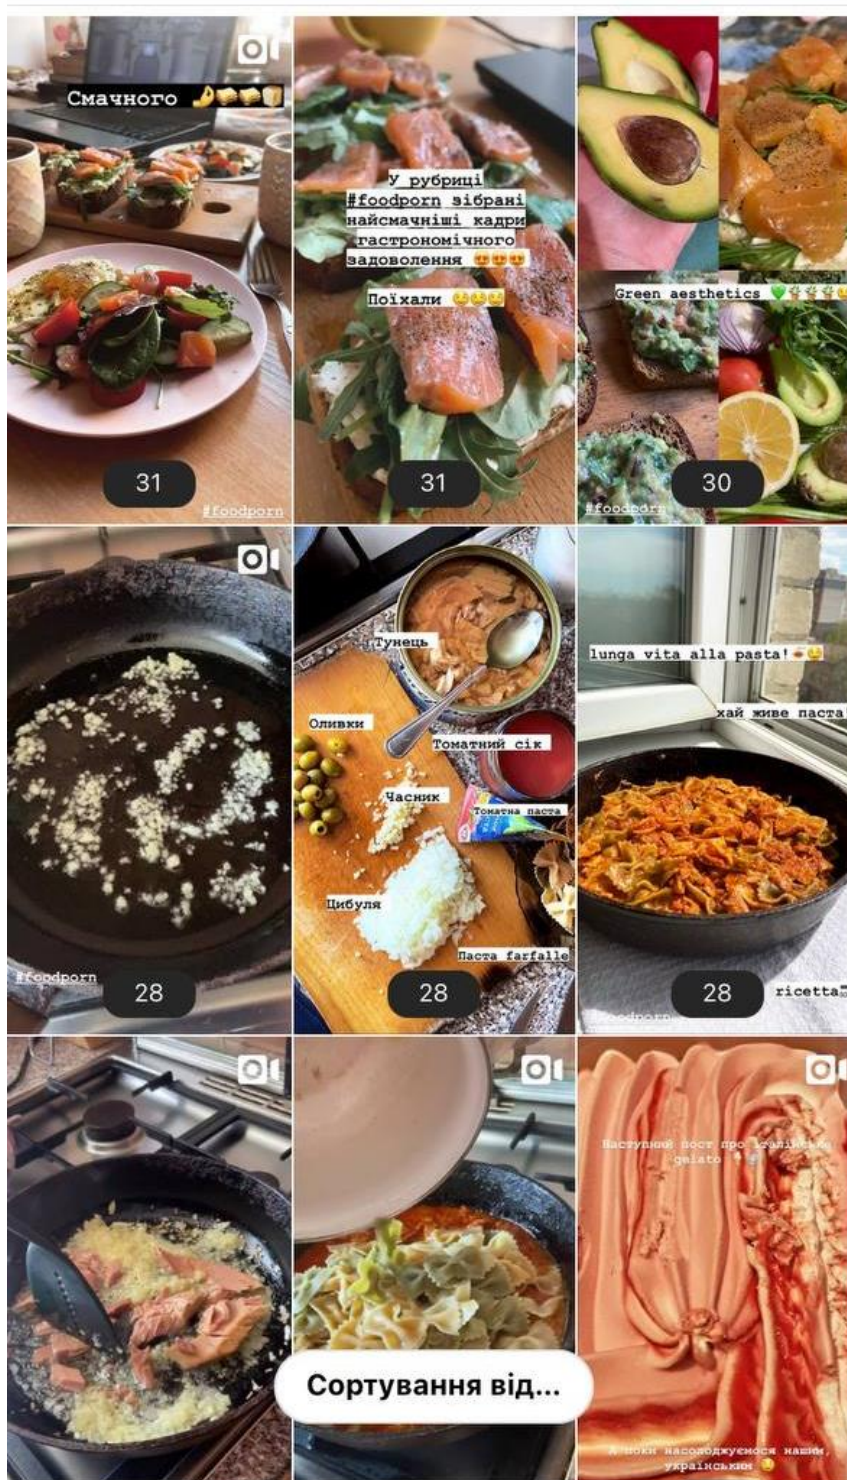 Смачного
31
#foodporn
У рубриці
#foodporn зібрані
найсмачніші кадри
гастрономічного
задоволення
Поїхали
31
Green aesthetics
30
#foodporn
#foodporn
28
Тунець
Оливки
Томатний сік
Часник
Томатна паста
Цибуля
Паста farfalle
28
lunga vita alla pasta!
хай живе паста!
28
ricetta
Наступний пост про італійське
gelato
А поки насолоджуємося нашим,
українським
Сортування від...